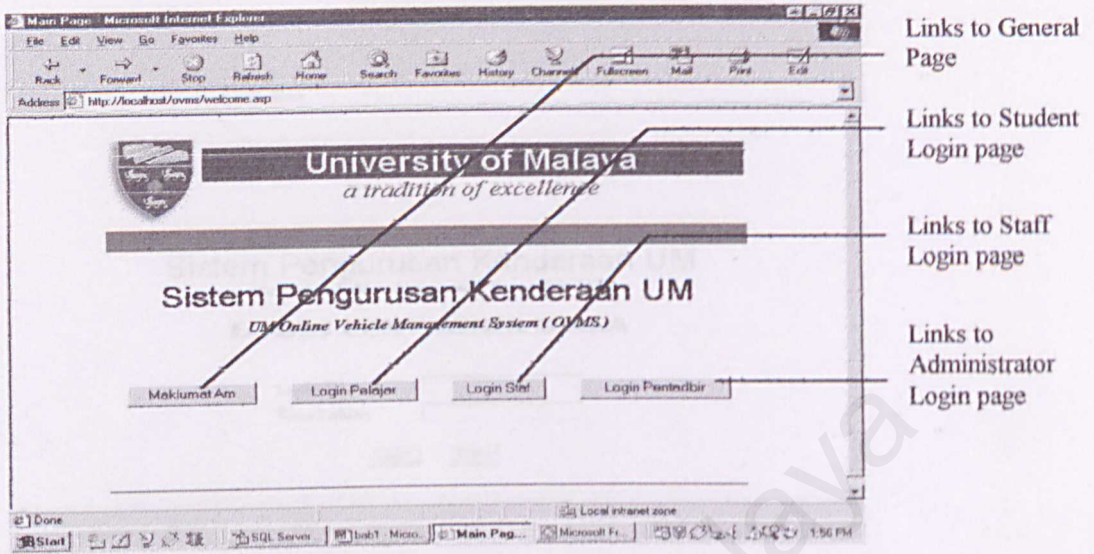 Main Page - Microsoft Internet Explorer
File Edit View Go Favorites Help
Back Forward Stop Refresh Home Search Favorites History Channels Fullscreen Mail Print Edit
Address http://localhost/ovms/welcome.asp
University of Malaya
a tradition of excellence
Sistem Pengurusan Kenderaan UM
UM Online Vehicle Management System ( OVMS )
Maklumat Am Login Pelajar Login Staf Login Pentadbir
Done Local intranet zone
Start SQL Server bab1 - Micro... Main Pag... Microsoft Fr... 1:56 PM
Links to General
Page
Links to Student
Login page
Links to Staff
Login page
Links to
Administrator
Login page